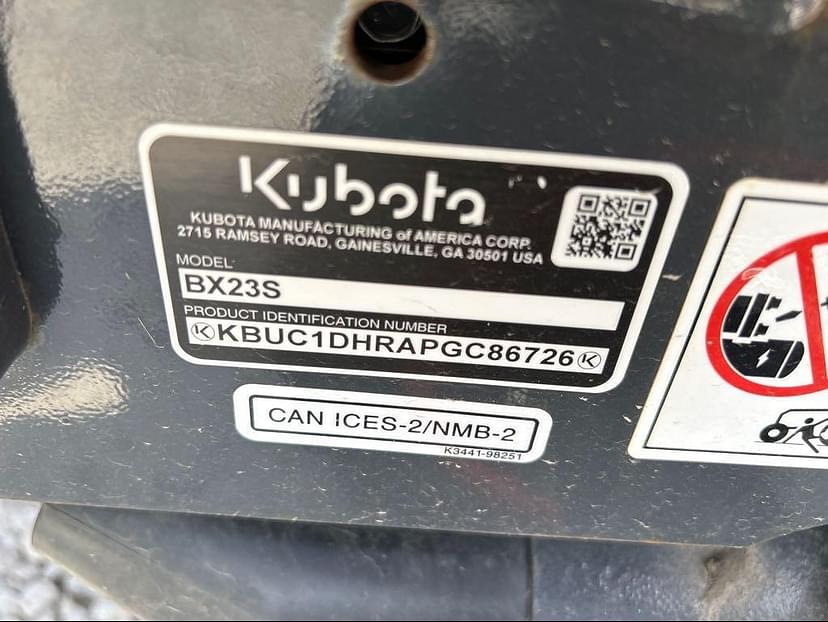 Kubota
KUBOTA MANUFACTURING of AMERICA CORP.
2715 RAMSEY ROAD, GAINESVILLE, GA 30501 USA
MODEL
BX23S
PRODUCT IDENTIFICATION NUMBER
KBUC1DHRAPGC86726
CAN ICES-2/NMB-2
K3441-98251